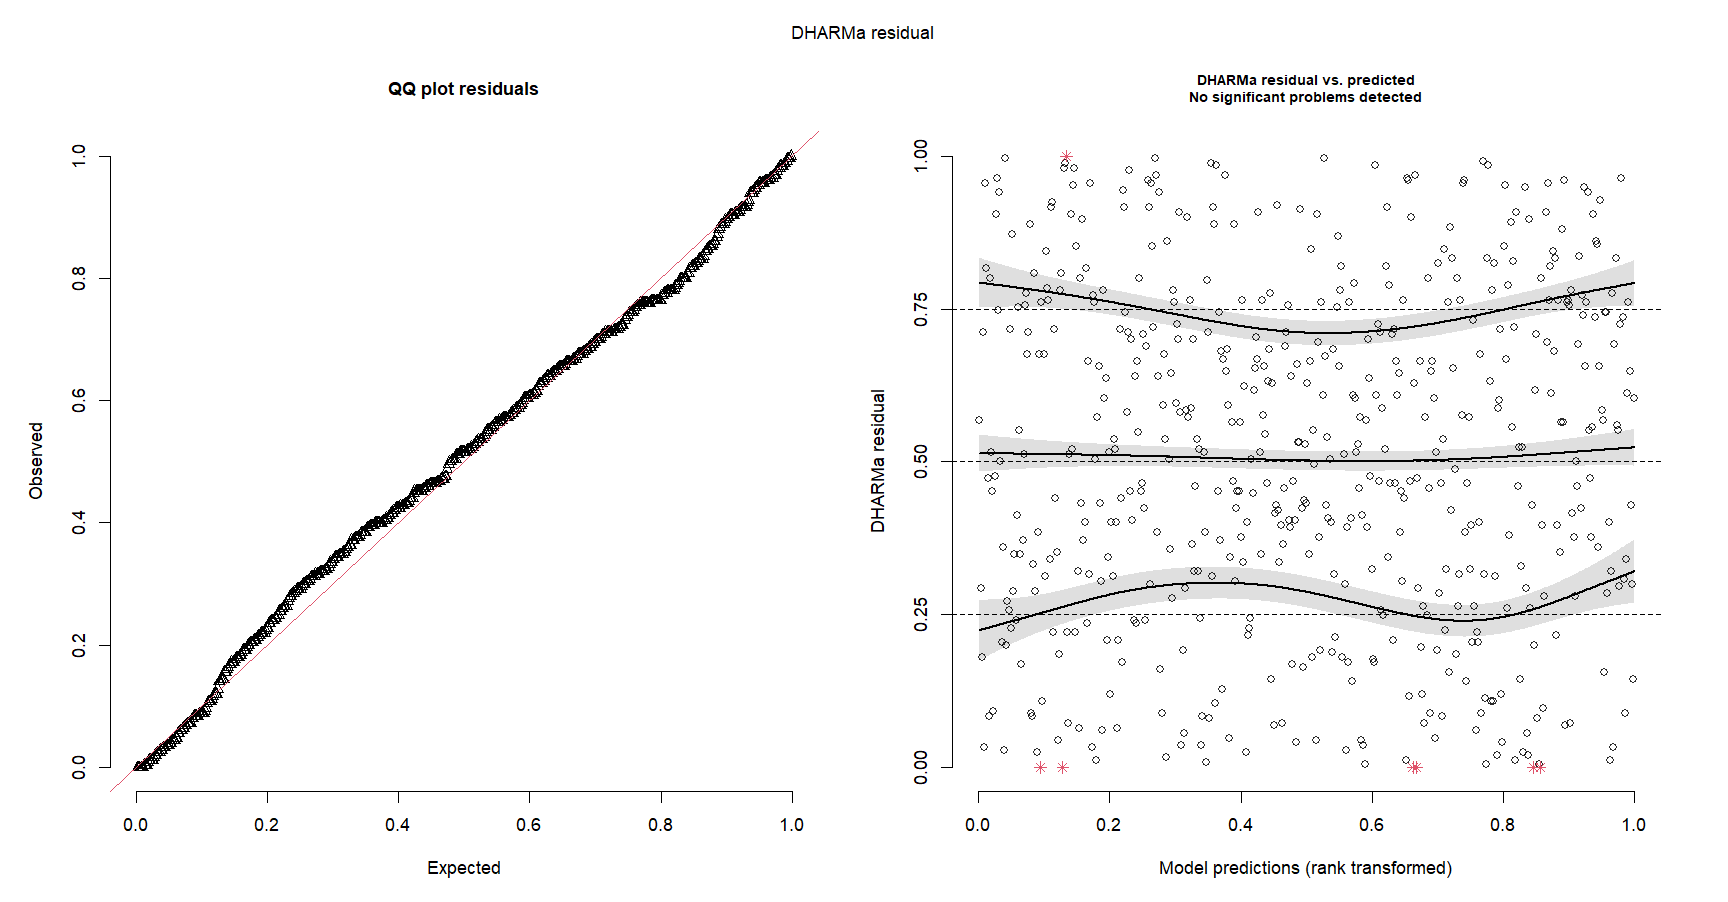 DHARMa residual
QQ plot residuals
Observed
1.0
0.8
0.6
0.4
0.2
0.0
0.0 0.2 0.4 0.6 0.8 1.0
Expected
DHARMa residual vs. predicted
No significant problems detected
DHARMa residual
1.00
0.75
0.50
0.25
0.00
0.0 0.2 0.4 0.6 0.8 1.0
Model predictions (rank transformed)